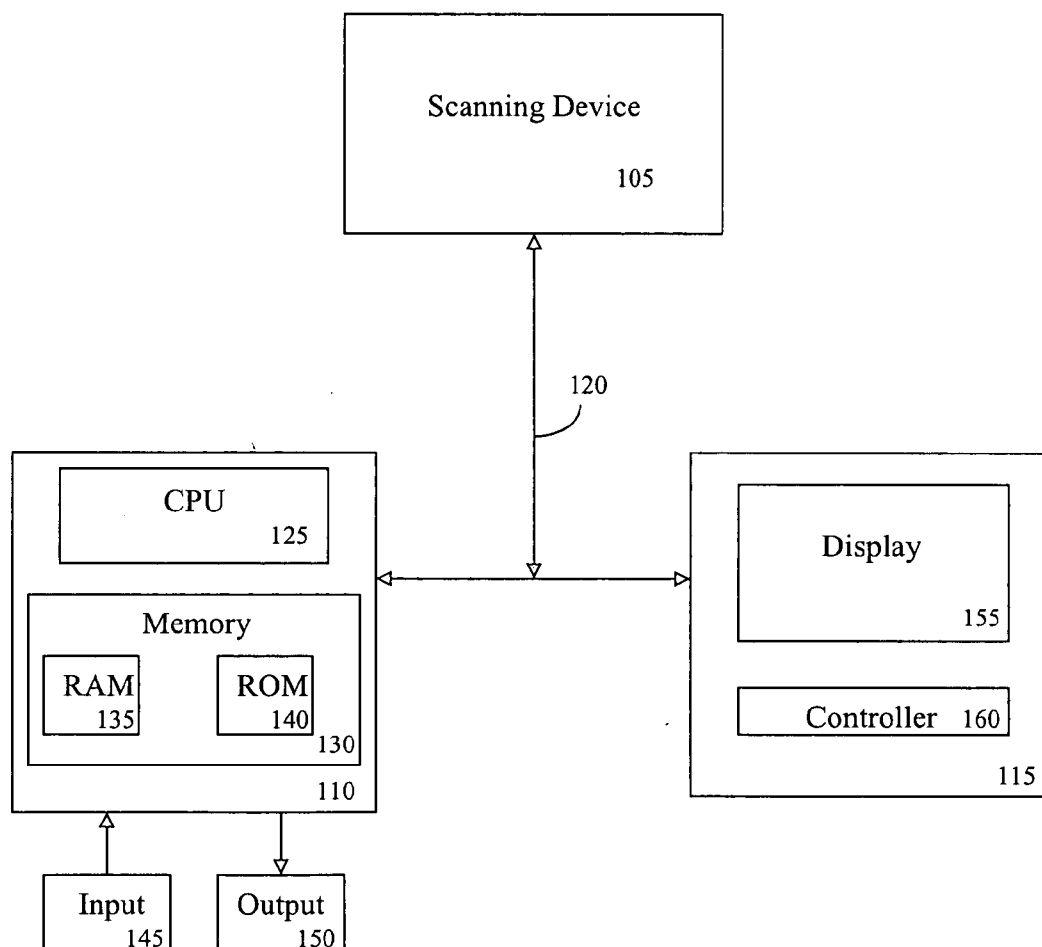 Scanning Device
105
120
CPU
125
Memory
RAM
135
ROM
140
130
110
Input
145
Output
150
Display
155
Controller 160
115